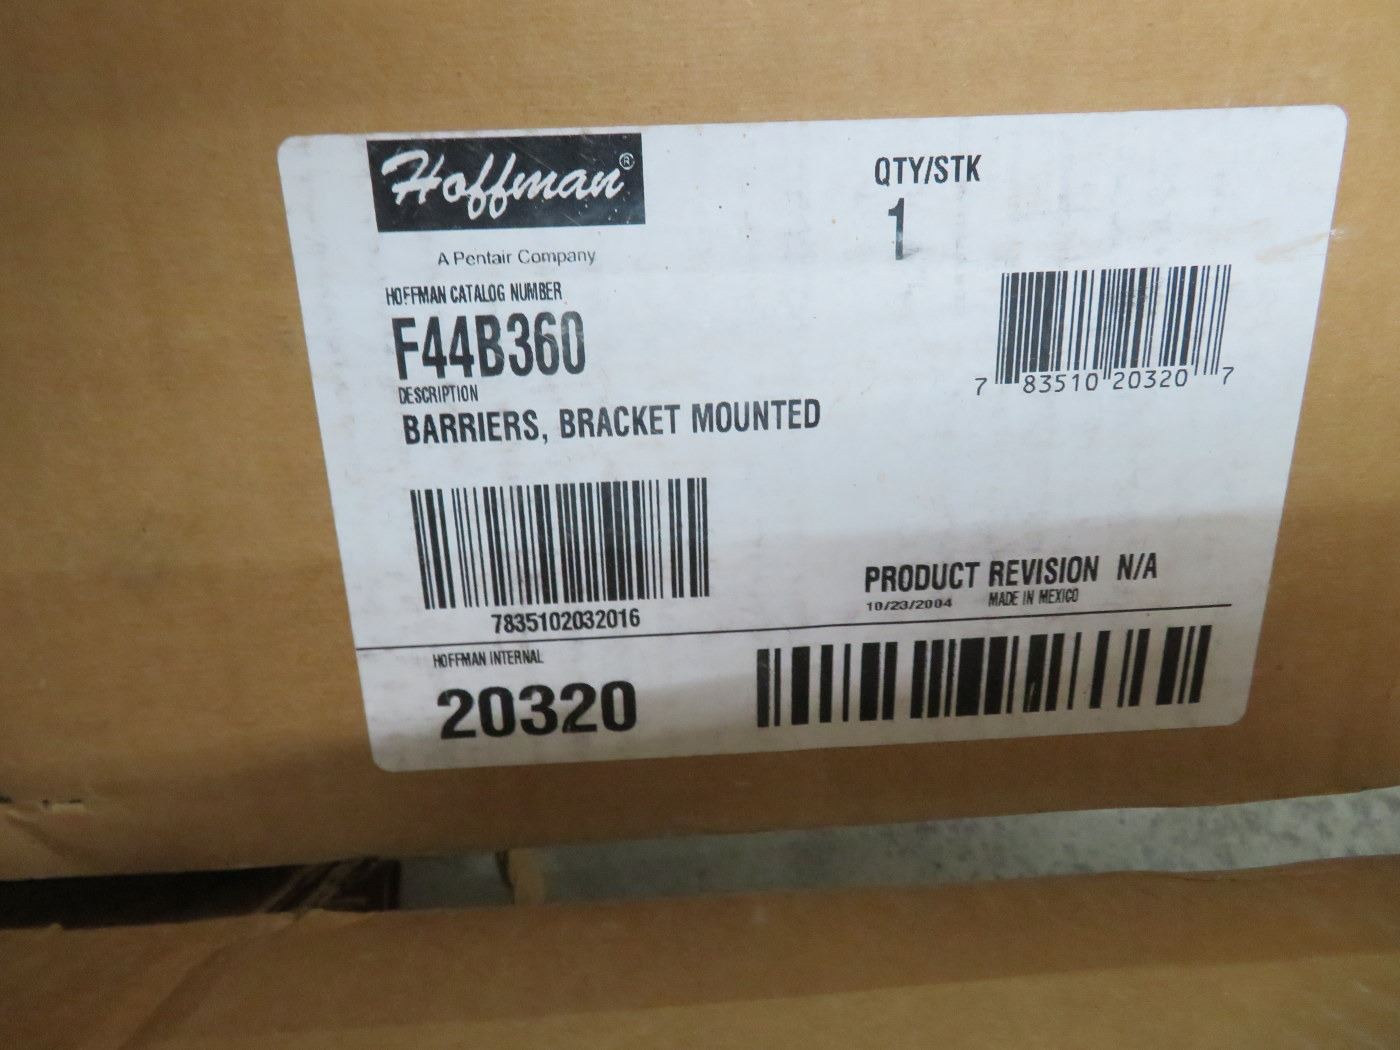 Hoffman®
A Pentair Company
QTY/STK
1
HOFFMAN CATALOG NUMBER
F44B360
DESCRIPTION
BARRIERS, BRACKET MOUNTED
7 83510 20320 7
7835102032016
PRODUCT REVISION N/A
10/23/2004 MADE IN MEXICO
HOFFMAN INTERNAL
20320